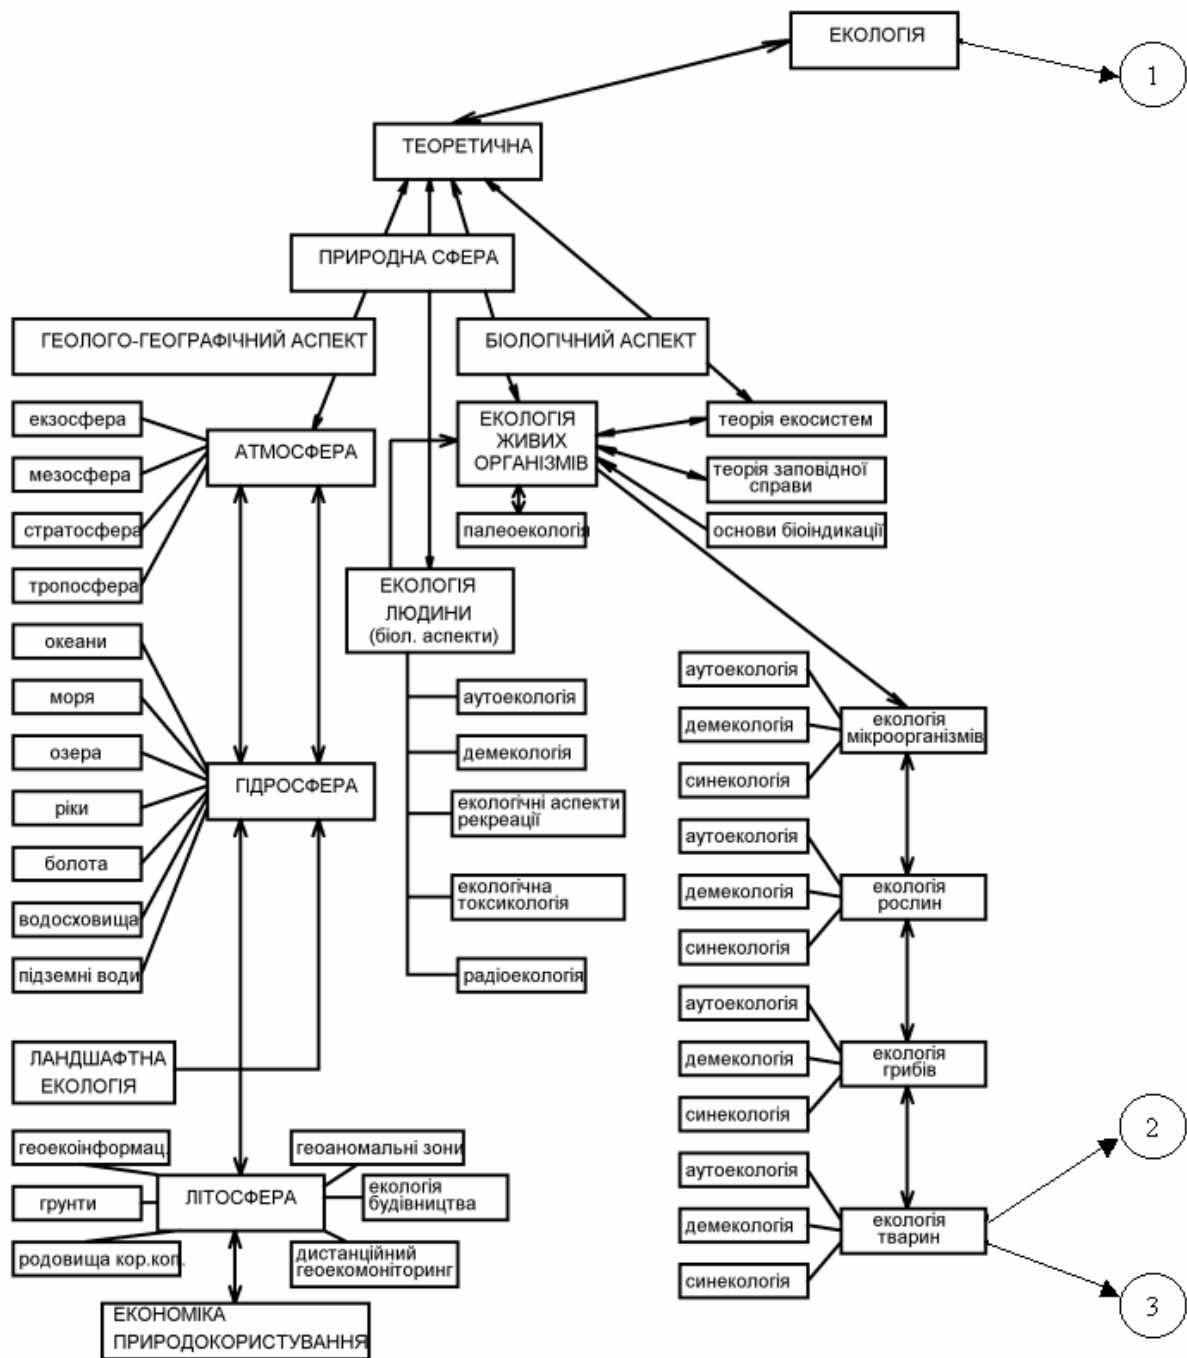 ЕКОЛОГІЯ
1
ТЕОРЕТИЧНА
ПРИРОДНА СФЕРА
ГЕОЛОГО-ГЕОГРАФІЧНИЙ АСПЕКТ
БІОЛОГІЧНИЙ АСПЕКТ
екзосфера
мезосфера
стратосфера
тропосфера
АТМОСФЕРА
ЕКОЛОГІЯ
ЖИВИХ
ОРГАНІЗМІВ
теорія екосистем
теорія заповідної
справи
основи біоіндикації
палеоекологія
ЕКОЛОГІЯ
ЛЮДИНИ
(біол. аспекти)
аутоекологія
демекологія
екологічні аспекти
рекреації
екологічна
токсикологія
радіоекологія
океани
моря
озера
ріки
болота
водосховища
підземні води
ГІДРОСФЕРА
аутоекологія
демекологія
синекологія
екологія
мікроорганізмів
аутоекологія
демекологія
синекологія
екологія
рослин
аутоекологія
демекологія
синекологія
екологія
грибів
аутоекологія
демекологія
синекологія
екологія
тварин
2
3
ЛАНДШАФТНА
ЕКОЛОГІЯ
геоекоінформац.
грунти
родовища кор.коп.
ЛІТОСФЕРА
геоаномальні зони
екологія
будівництва
дистанційний
геоекомоніторинг
ЕКОНОМІКА
ПРИРОДОКОРИСТУВАННЯ